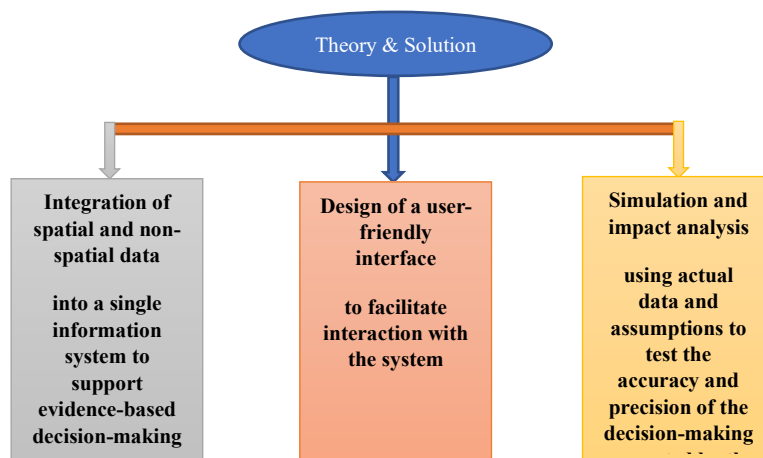 Theory & Solution
Integration of
spatial and non-
spatial data
into a single
information
system to
support
evidence-based
decision-making
Design of a user-
friendly
interface
to facilitate
interaction with
the system
Simulation and
impact analysis
using actual
data and
assumptions to
test the
accuracy and
precision of the
decision-making